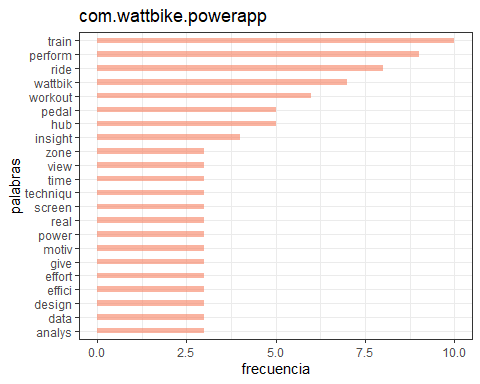 com.wattbike.powerapp
train
perform
ride
wattbik
workout
pedal
hub
insight
zone
view
time
techniqu
screen
real
power
motiv
give
effort
effici
design
data
analys
palabras
0.0 2.5 5.0 7.5 10.0
frecuencia